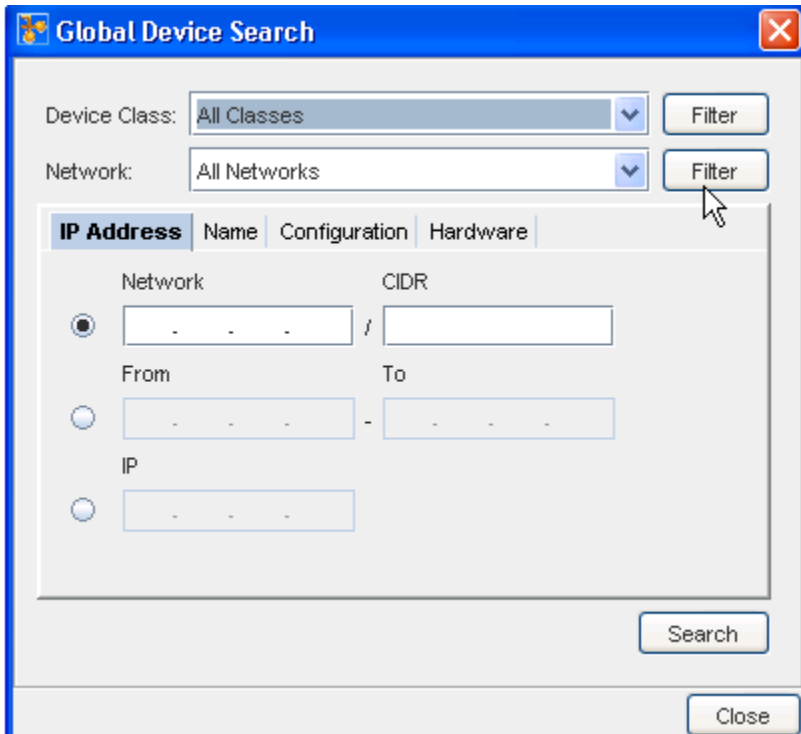 Global Device Search
Device Class: All Classes Filter
Network: All Networks Filter
IP Address Name Configuration Hardware
Network CIDR
. . . /
From To
. . . - . . .
IP
. . .
Search
Close